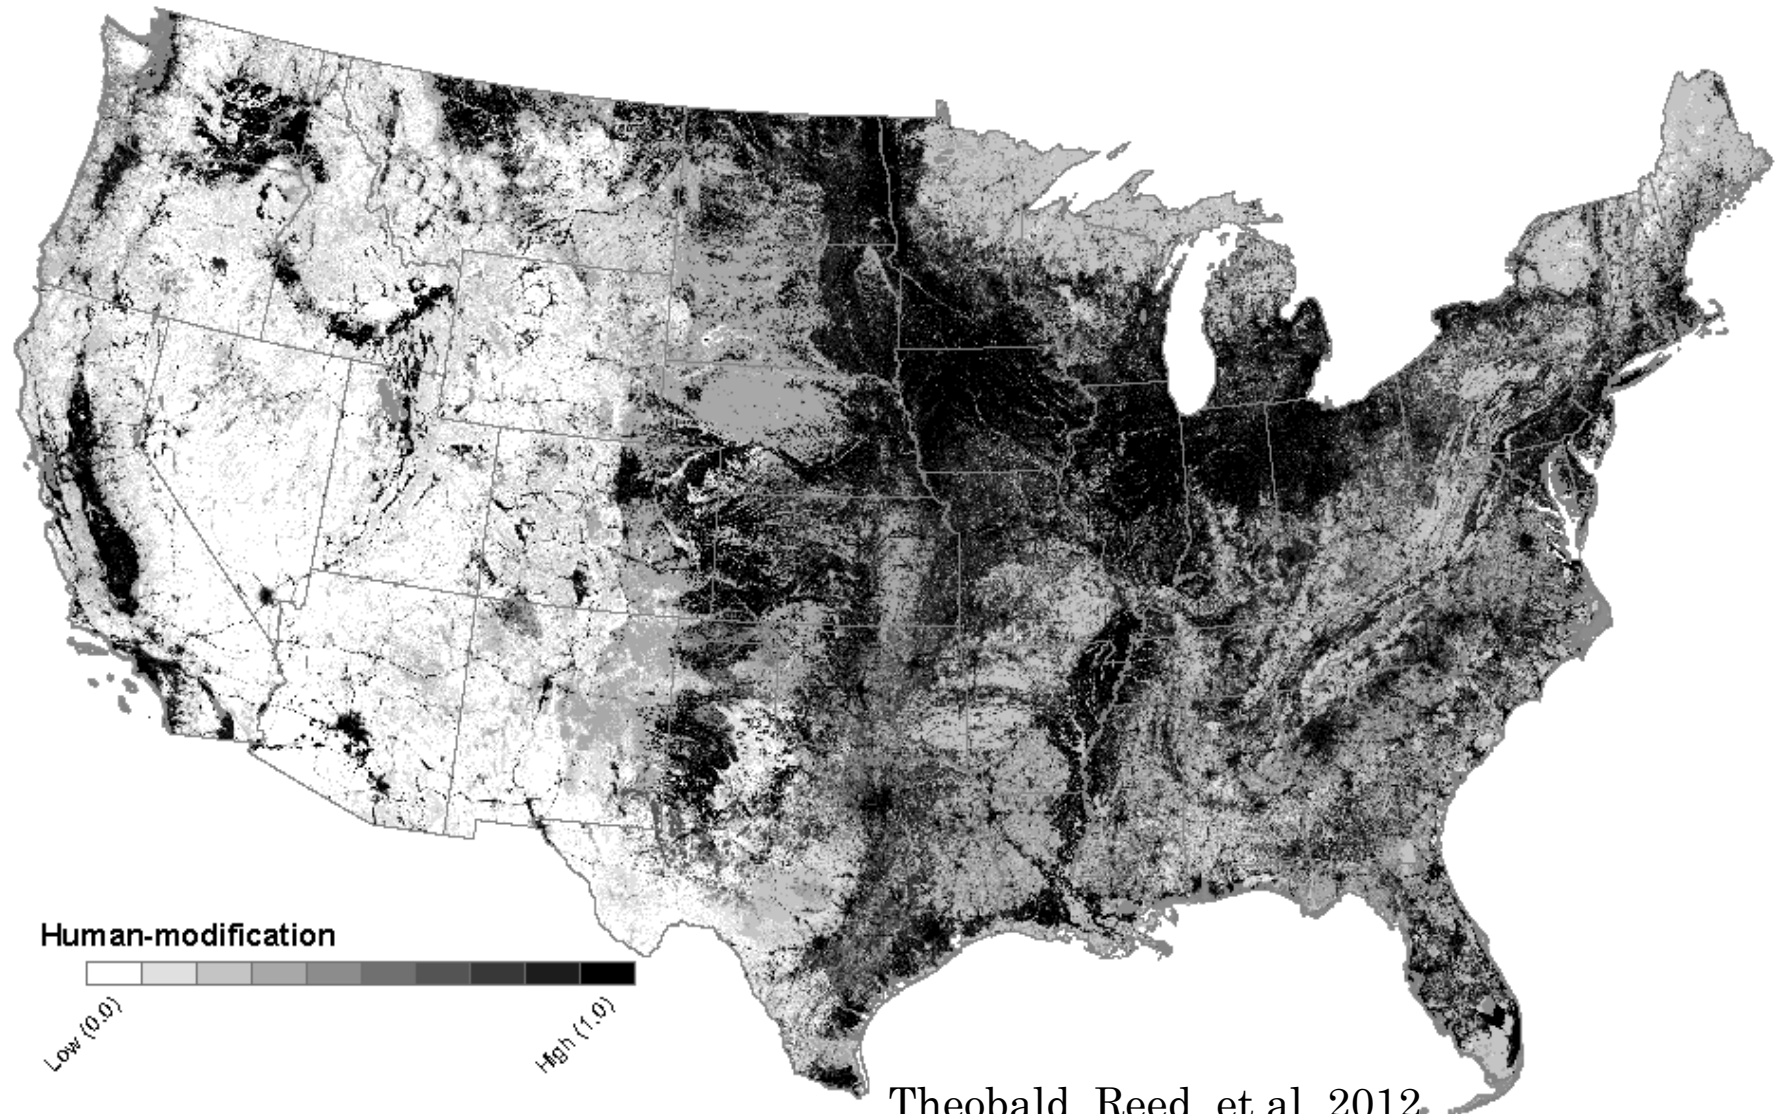 Human-modification
Low (0.0)
High (1.0)
Theobald, Reed, et al. 2012